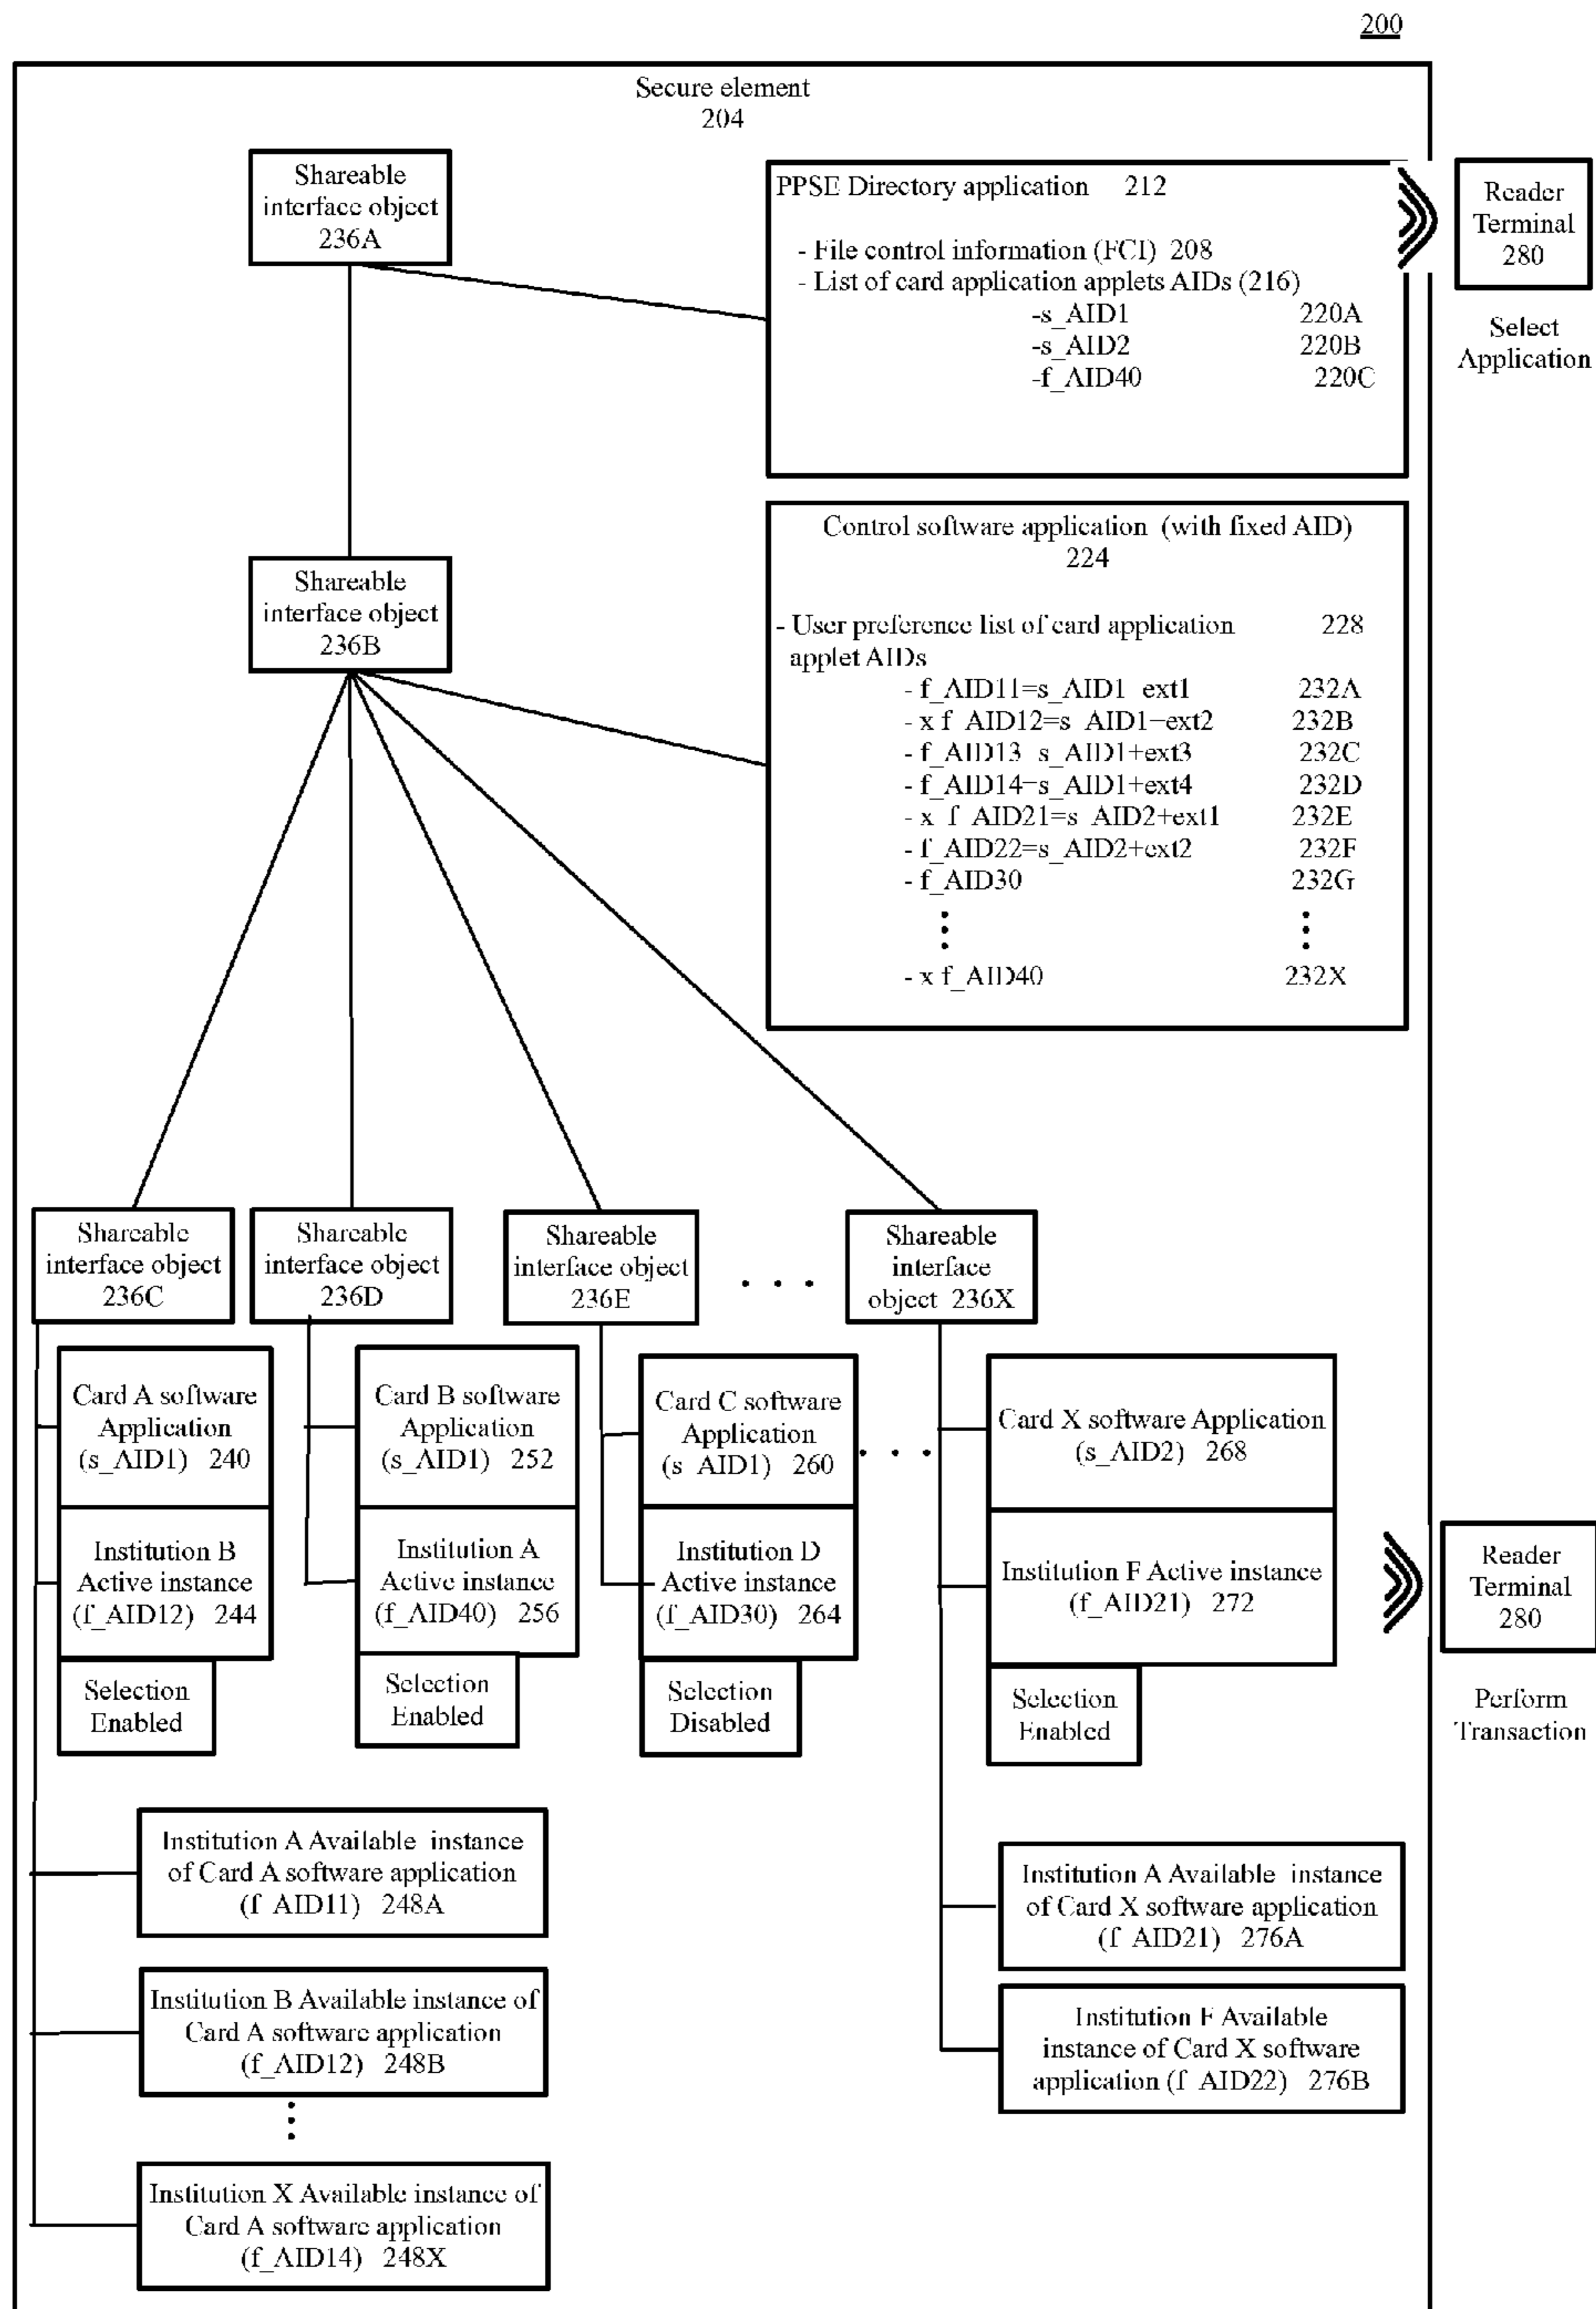 200
Secure element
204
Shareable
interface object
236A
PPSE Directory application 212
- File control information (FCI) 208
- List of card application applets AIDs (216)
-s_AID1 220A
-s_AID2 220B
-f_AID40 220C
Reader
Terminal
280
Select
Application
Shareable
interface object
236B
Control software application (with fixed AID)
224
- User preference list of card application 228
applet AIDs
- f_AID11=s_AID1 ext1 232A
- x f AID12=s AID1−ext2 232B
- f_AID13 s_AID1+ext3 232C
- f_AID14−s_AID1+ext4 232D
- x f AID21=s AID2+ext1 232E
- f_AID22=s_AID2+ext2 232F
- f_AID30 232G
- x f_AID40 232X
Shareable
interface object
236C
Shareable
interface object
236D
Shareable
interface object
236E
. . .
Shareable
interface
object 236X
Card A software
Application
(s_AID1) 240
Institution B
Active instance
(f_AID12) 244
Selection
Enabled
Card B software
Application
(s_AID1) 252
Institution A
Active instance
(f_AID40) 256
Selection
Enabled
Card C software
Application
(s AID1) 260
Institution D
Active instance
(f_AID30) 264
Selection
Disabled
. . .
Card X software Application
(s_AID2) 268
Institution F Active instance
(f_AID21) 272
Selection
Enabled
Reader
Terminal
280
Perform
Transaction
Institution A Available instance
of Card A software application
(f AID11) 248A
Institution B Available instance of
Card A software application
(f_AID12) 248B
Institution X Available instance of
Card A software application
(f_AID14) 248X
Institution A Available instance
of Card X software application
(f AID21) 276A
Institution F Available
instance of Card X software
application (f AID22) 276B